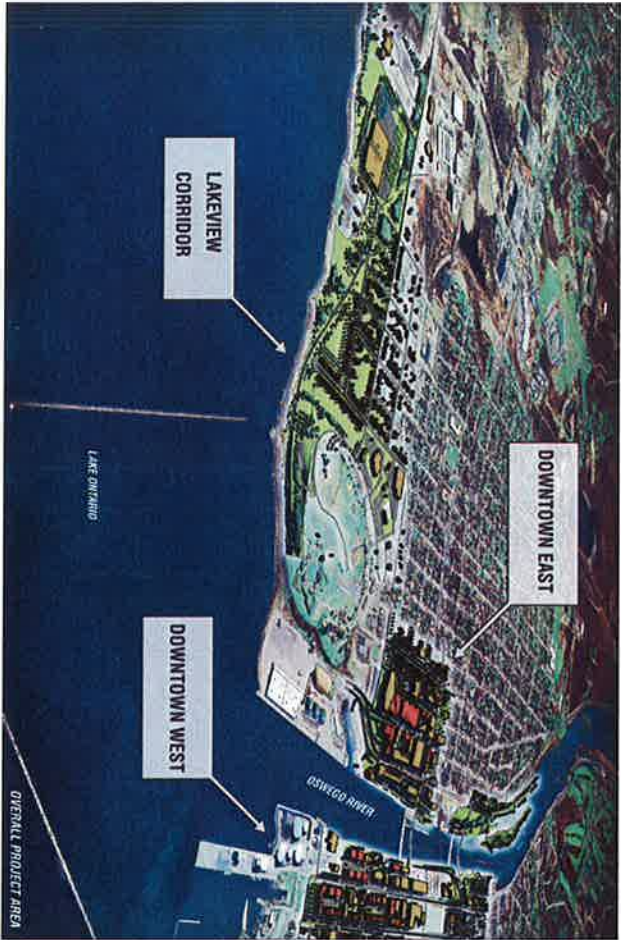 DOWNTOWN EAST
LAKEVIEW
CORRIDOR
LAKE ONTARIO
DOWNTOWN WEST
OSWEGO RIVER
OVERALL PROJECT AREA